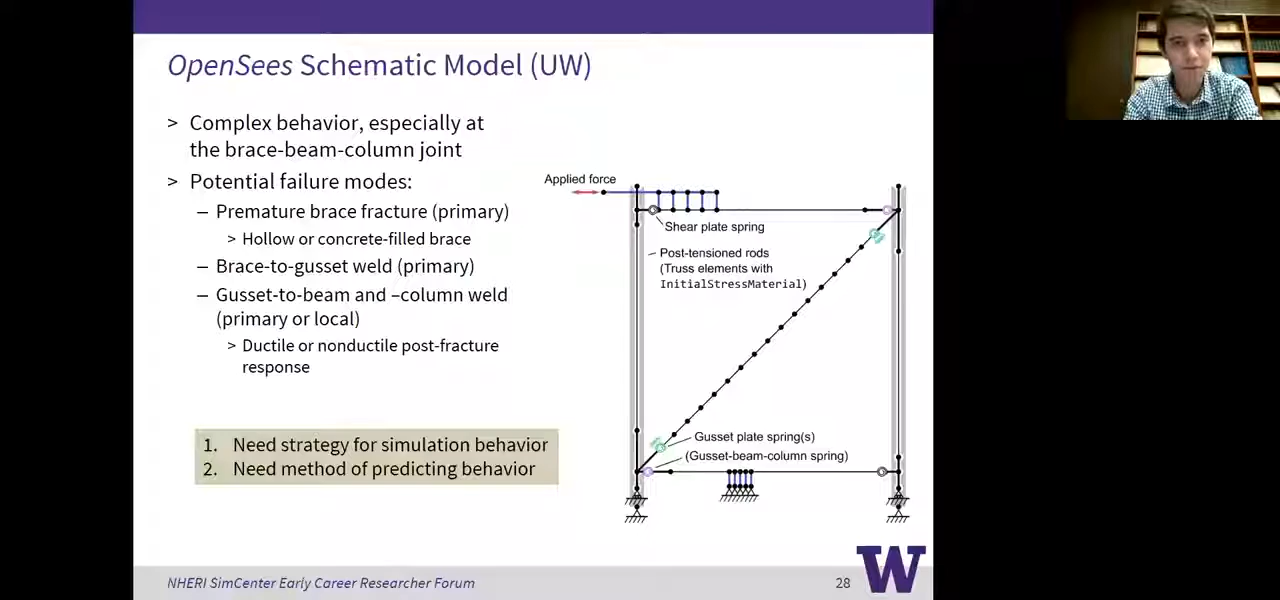 OpenSees Schematic Model (UW)
> Complex behavior, especially at
the brace-beam-column joint
> Potential failure modes:
– Premature brace fracture (primary)
> Hollow or concrete-filled brace
– Brace-to-gusset weld (primary)
– Gusset-to-beam and –column weld
(primary or local)
> Ductile or nonductile post-fracture
response
1. Need strategy for simulation behavior
2. Need method of predicting behavior
Applied force
Shear plate spring
Post-tensioned rods
(Truss elements with
InitialStressMaterial)
Gusset plate spring(s)
(Gusset-beam-column spring)
NHERI SimCenter Early Career Researcher Forum
28
W